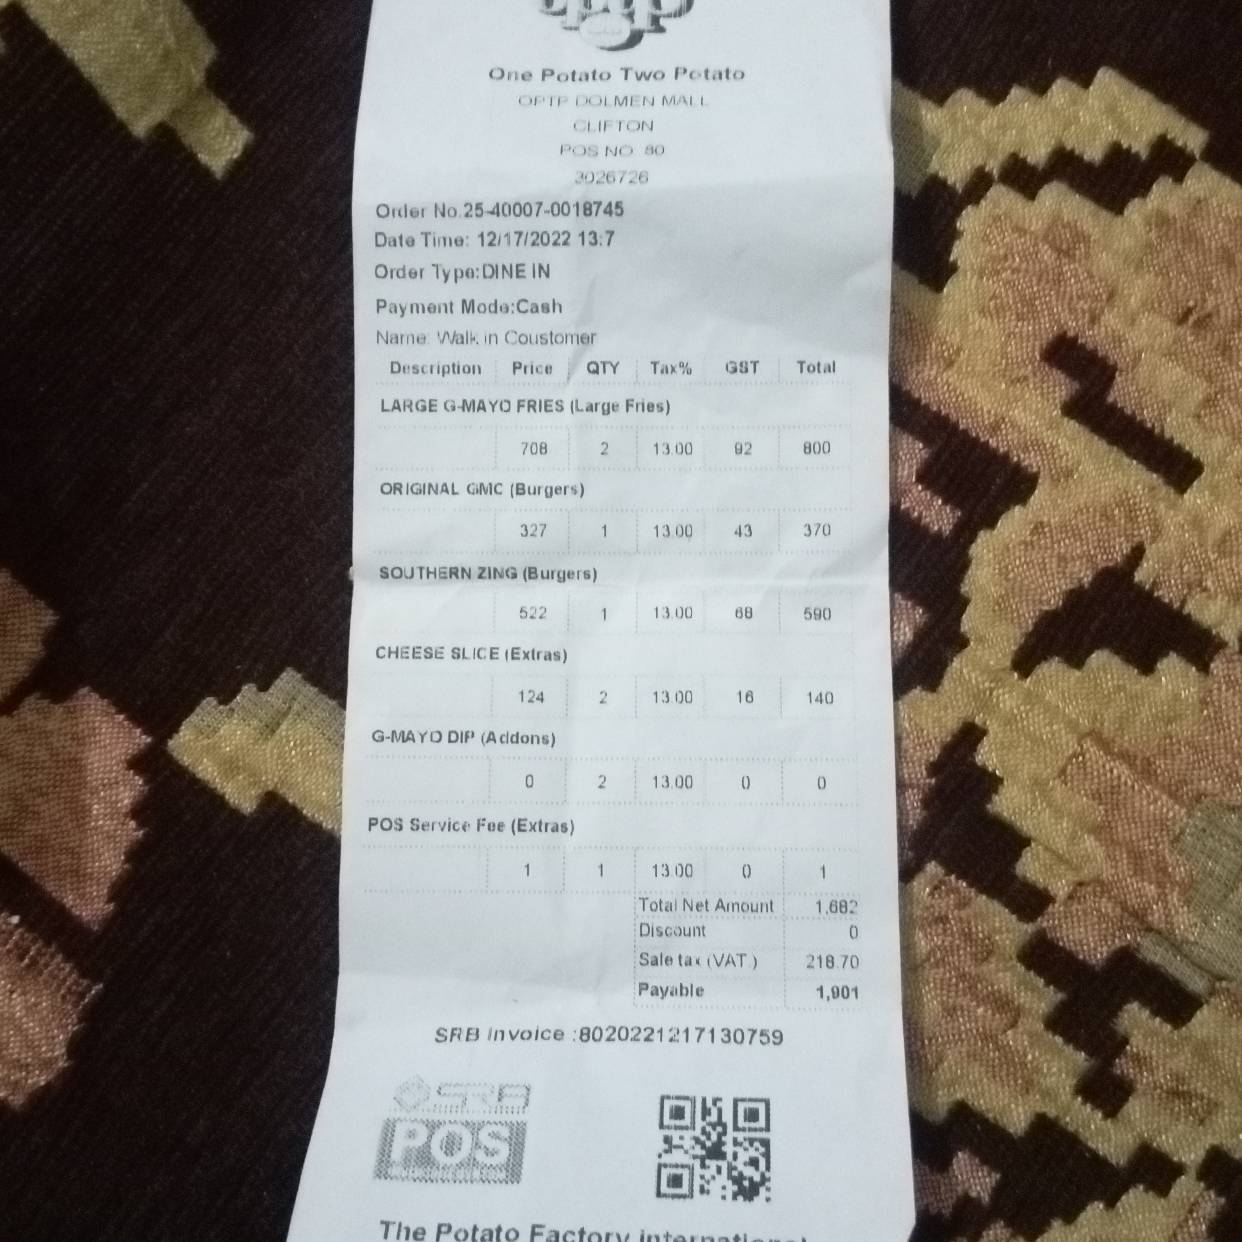 One Potato Two Potato
OPTP DOLMEN MALL
CLIFTON
POS NO 80
3026726
Order No.25-40007-0018745
Date Time: 12/17/2022 13:7
Order Type:DINE IN
Payment Mode:Cash
Name: Walk in Coustomer
Description Price QTY Tax% GST Total
LARGE G-MAYO FRIES (Large Fries)
708 2 13.00 92 800
ORIGINAL GMC (Burgers)
327 1 13.00 43 370
SOUTHERN ZING (Burgers)
522 1 13.00 68 590
CHEESE SLICE (Extras)
124 2 13.00 16 140
G-MAYO DIP (Addons)
0 2 13.00 0 0
POS Service Fee (Extras)
1 1 13.00 0 1
Total Net Amount 1,682
Discount 0
Sale tax (VAT ) 218.70
Payable 1,901
SRB Invoice :8020221217130759
SRB
POS
The Potato Factory